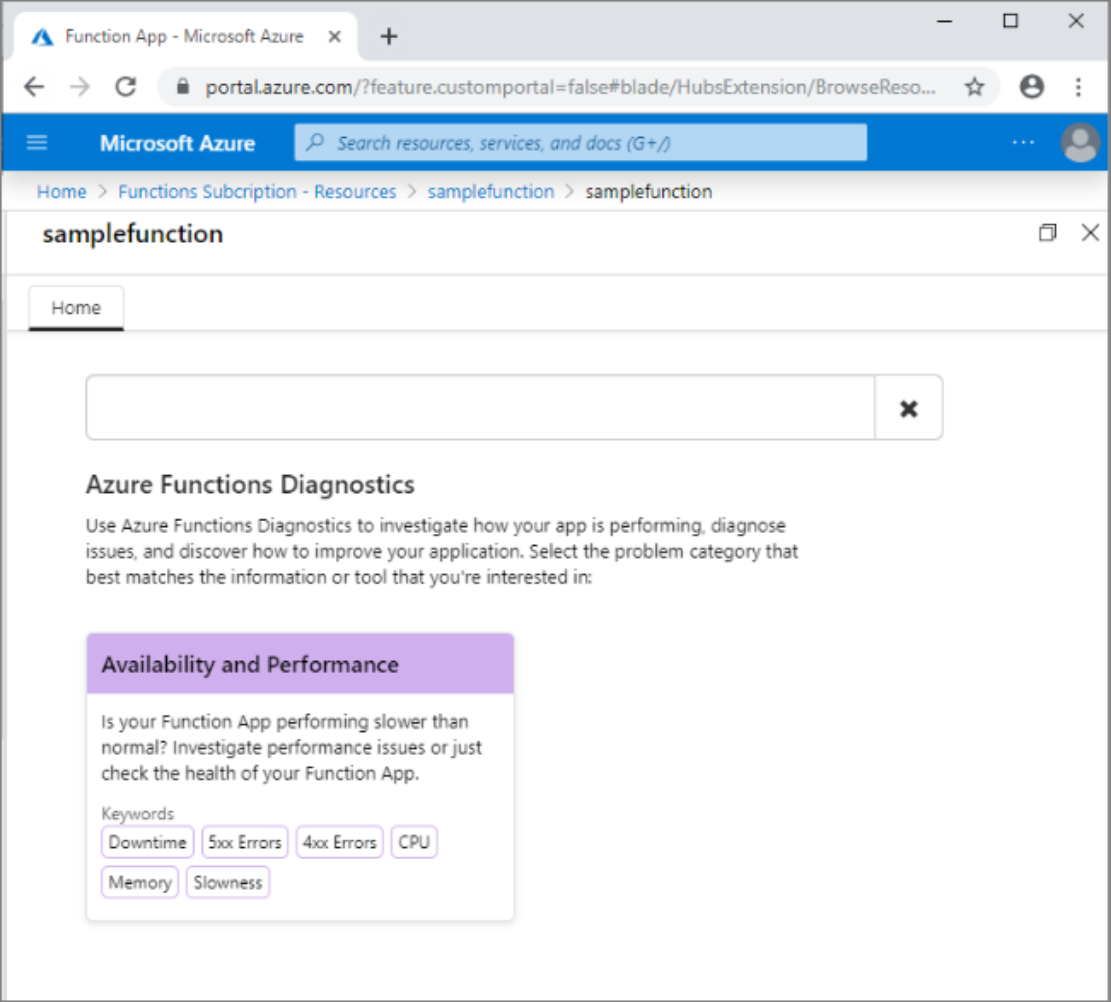 Function App - Microsoft Azure
portal.azure.com/?feature.customportal=false#blade/HubsExtension/BrowseReso...
Microsoft Azure
Search resources, services, and docs (G+/)
Home > Functions Subcription - Resources > samplefunction > samplefunction
samplefunction
Home
Azure Functions Diagnostics
Use Azure Functions Diagnostics to investigate how your app is performing, diagnose
issues, and discover how to improve your application. Select the problem category that
best matches the information or tool that you're interested in:
Availability and Performance
Is your Function App performing slower than
normal? Investigate performance issues or just
check the health of your Function App.
Keywords
Downtime 5xx Errors 4xx Errors CPU
Memory Slowness